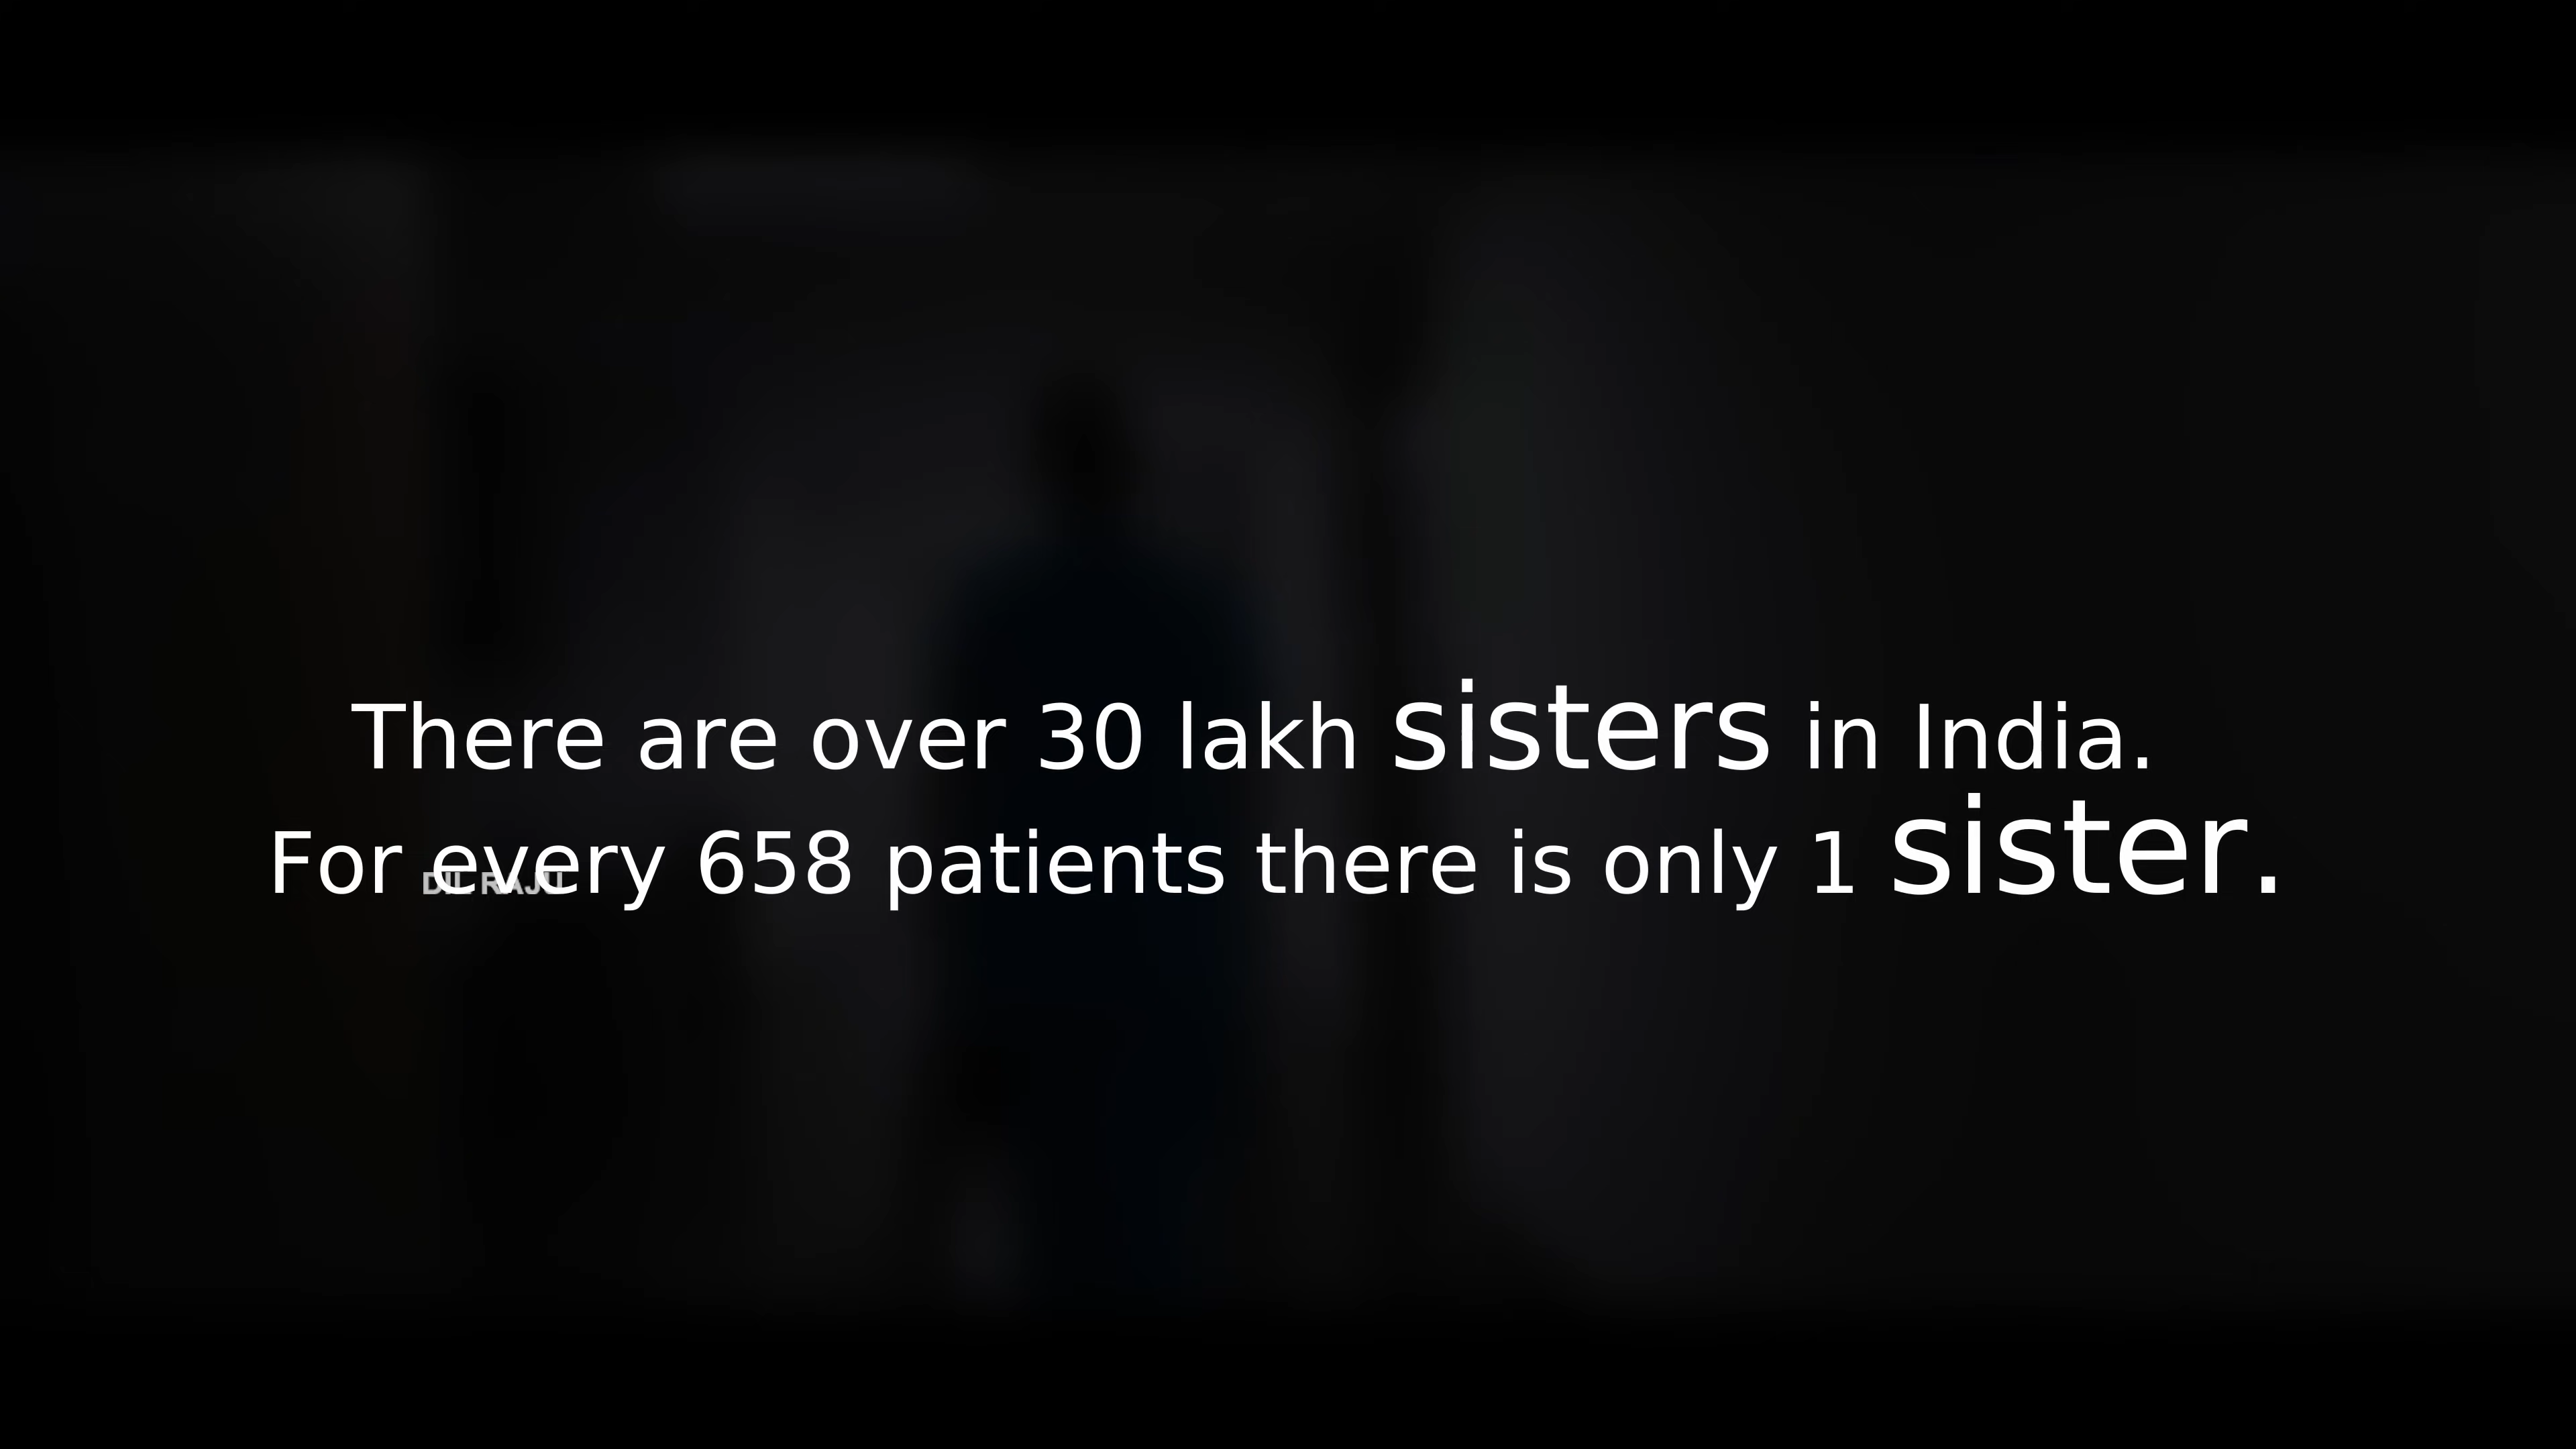 There are over 30 lakh sisters in India.
For every 658 patients there is only 1 sister.
DIL RAJU